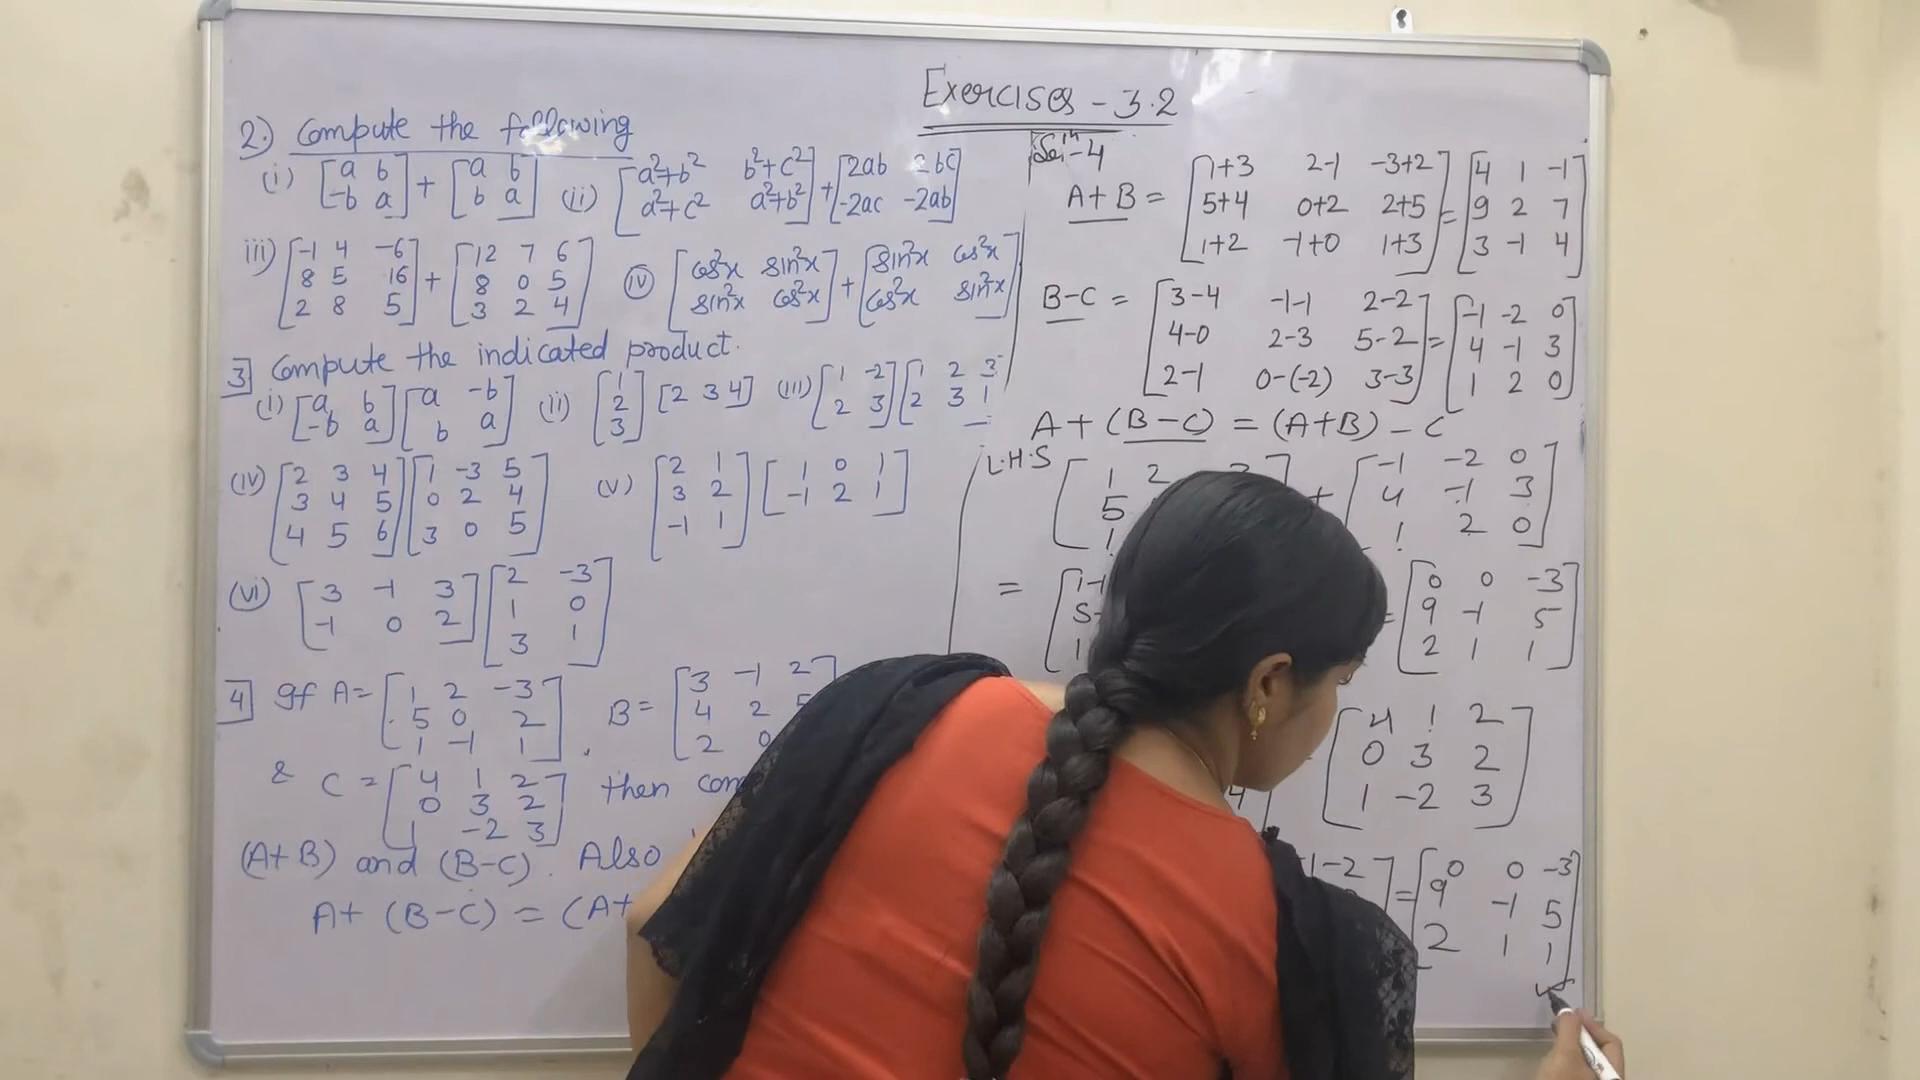 Exercises - 3.2
2.) Compute the following
(i) [a b; -b a] + [a b; b a] (ii) [a²+b² b²+c²; a²+c² a²+b²] + [2ab 2bc; -2ac -2ab]
iii) [-1 4 -6; 8 5 16; 2 8 5] + [12 7 6; 8 0 5; 3 2 4] (iv) [cos²x sin²x; sin²x cos²x] + [sin²x cos²x; cos²x sin²x]
3] Compute the indicated product.
(i) [a b; -b a] [a -b; b a] (ii) [1; 2; 3] [2 3 4] (iii) [1 -2; 2 3] [1 2 3; 2 3 1]
(iv) [2 3 4; 3 4 5; 4 5 6] [1 -3 5; 0 2 4; 3 0 5] (v) [2 1; 3 2; -1 1] [1 0 1; -1 2 1]
(vi) [3 -1 3; -1 0 2] [2 -3; 1 0; 3 1]
4] If A= [1 2 -3; 5 0 2; 1 -1 1], B= [3 -1 2; 4 2 5; 2 0
& C = [4 1 2; 0 3 2; 1 -2 3] then com
(A+B) and (B-C). Also
A+ (B-C) = (A+
Solⁿ-4
A+B = [1+3 2-1 -3+2; 5+4 0+2 2+5; 1+2 -1+0 1+3] = [4 1 -1; 9 2 7; 3 -1 4]
B-C = [3-4 -1-1 2-2; 4-0 2-3 5-2; 2-1 0-(-2) 3-3] = [-1 -2 0; 4 -1 3; 1 2 0]
A + (B-C) = (A+B) - C
L.H.S [1 2; 5; 1 + [-1 -2 0; 4 -1 3; 1 2 0]
= [1-1; 5; 1 = [0 0 -3; 9 -1 5; 2 1 1]
4] [4 1 2; 0 3 2; 1 -2 3]
-1-2] = [0 0 -3; 9 -1 5; 2 1 1]